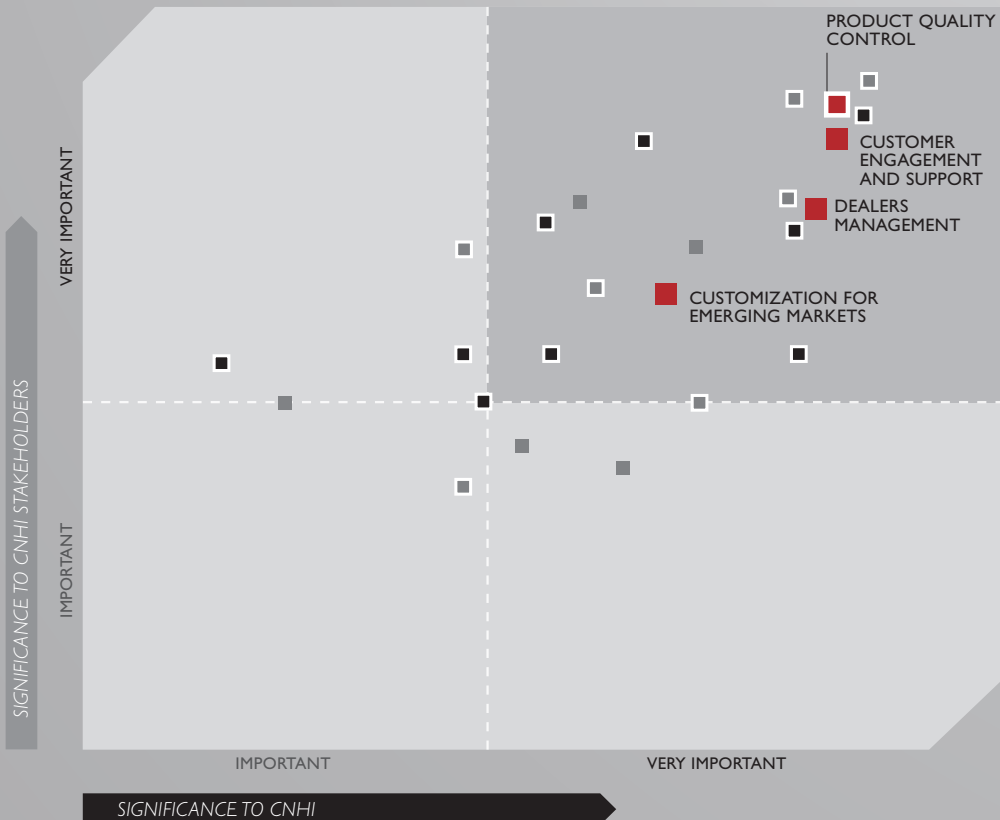 PRODUCT QUALITY
CONTROL
CUSTOMER
ENGAGEMENT
AND SUPPORT
DEALERS
MANAGEMENT
CUSTOMIZATION FOR
EMERGING MARKETS
VERY IMPORTANT
IMPORTANT
SIGNIFICANCE TO CNHI STAKEHOLDERS
IMPORTANT
VERY IMPORTANT
SIGNIFICANCE TO CNHI